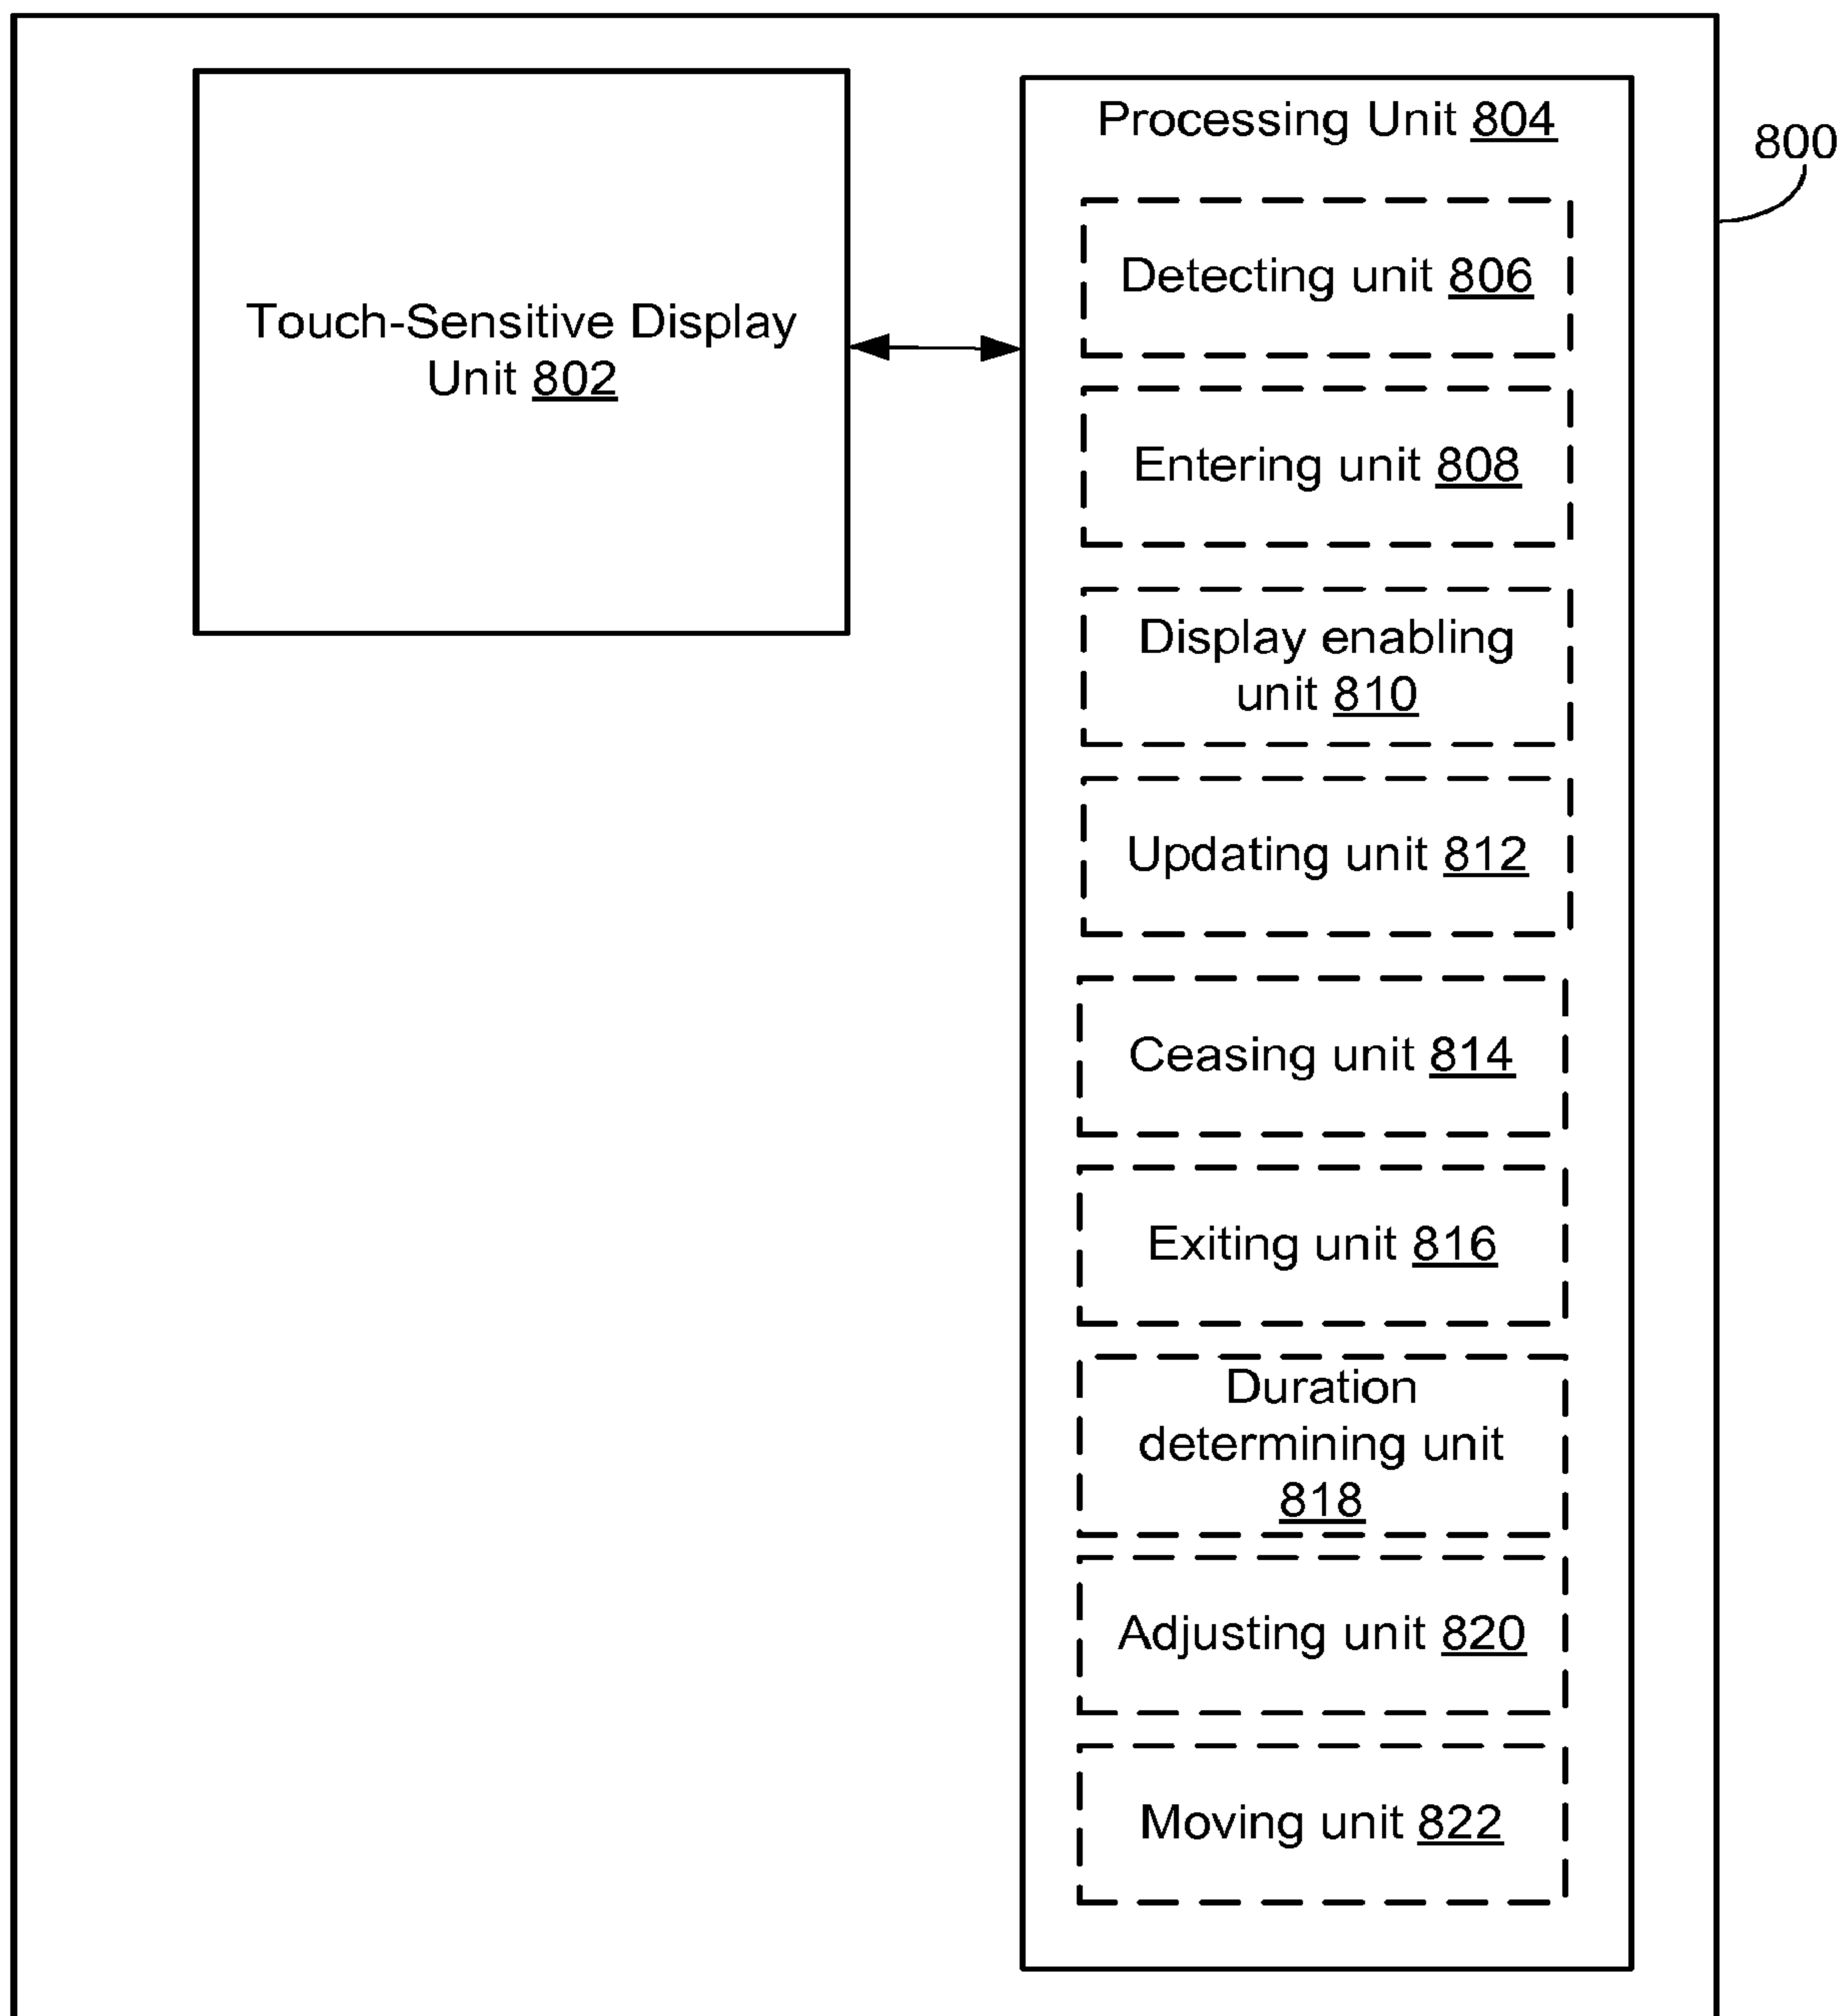 Touch-Sensitive Display
Unit 802
Processing Unit 804
800
Detecting unit 806
Entering unit 808
Display enabling
unit 810
Updating unit 812
Ceasing unit 814
Exiting unit 816
Duration
determining unit
818
Adjusting unit 820
Moving unit 822